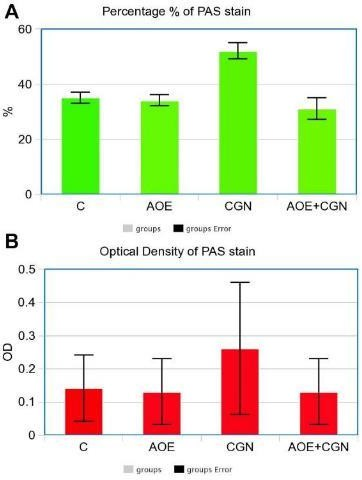 A
Percentage % of PAS stain
60
40
20
0
%
C AOE CGN AOE+CGN
groups groups Error
B
Optical Density of PAS stain
0.5
0.4
0.3
0.2
0.1
0
OD
C AOE CGN AOE+CGN
groups groups Error